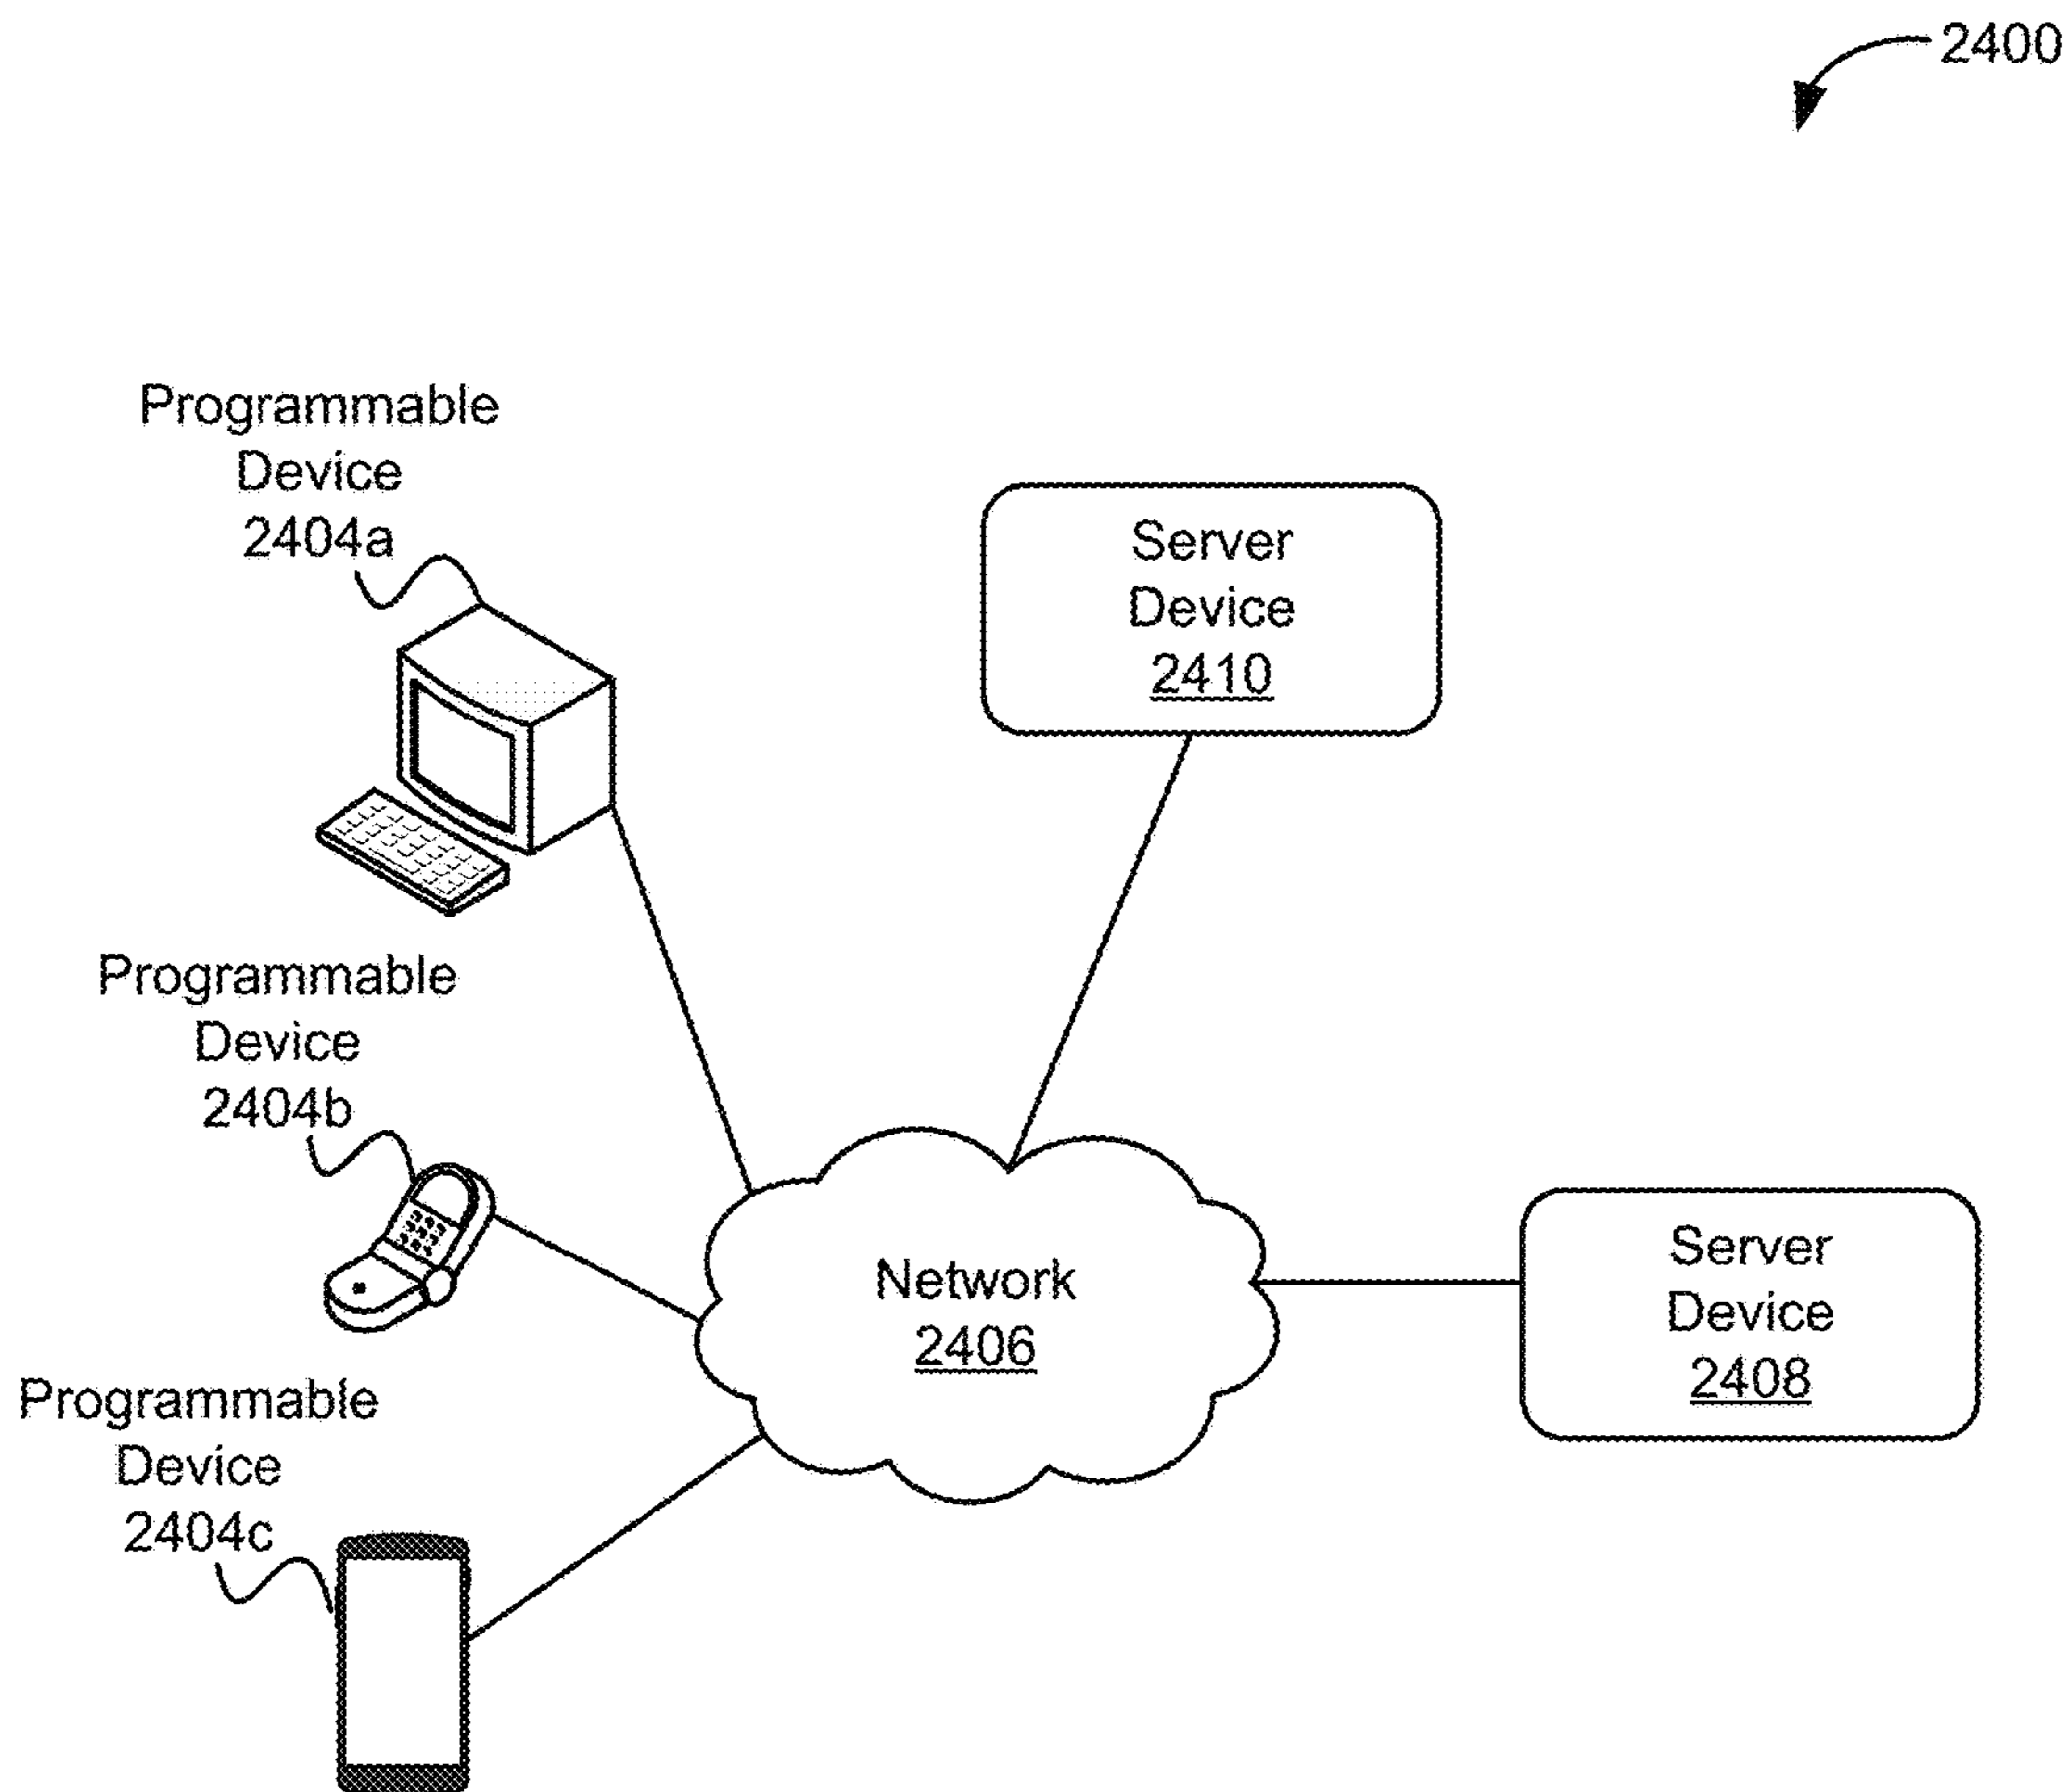 2400
Programmable
Device
2404a
Server
Device
2410
Programmable
Device
2404b
Network
2406
Server
Device
2408
Programmable
Device
2404c